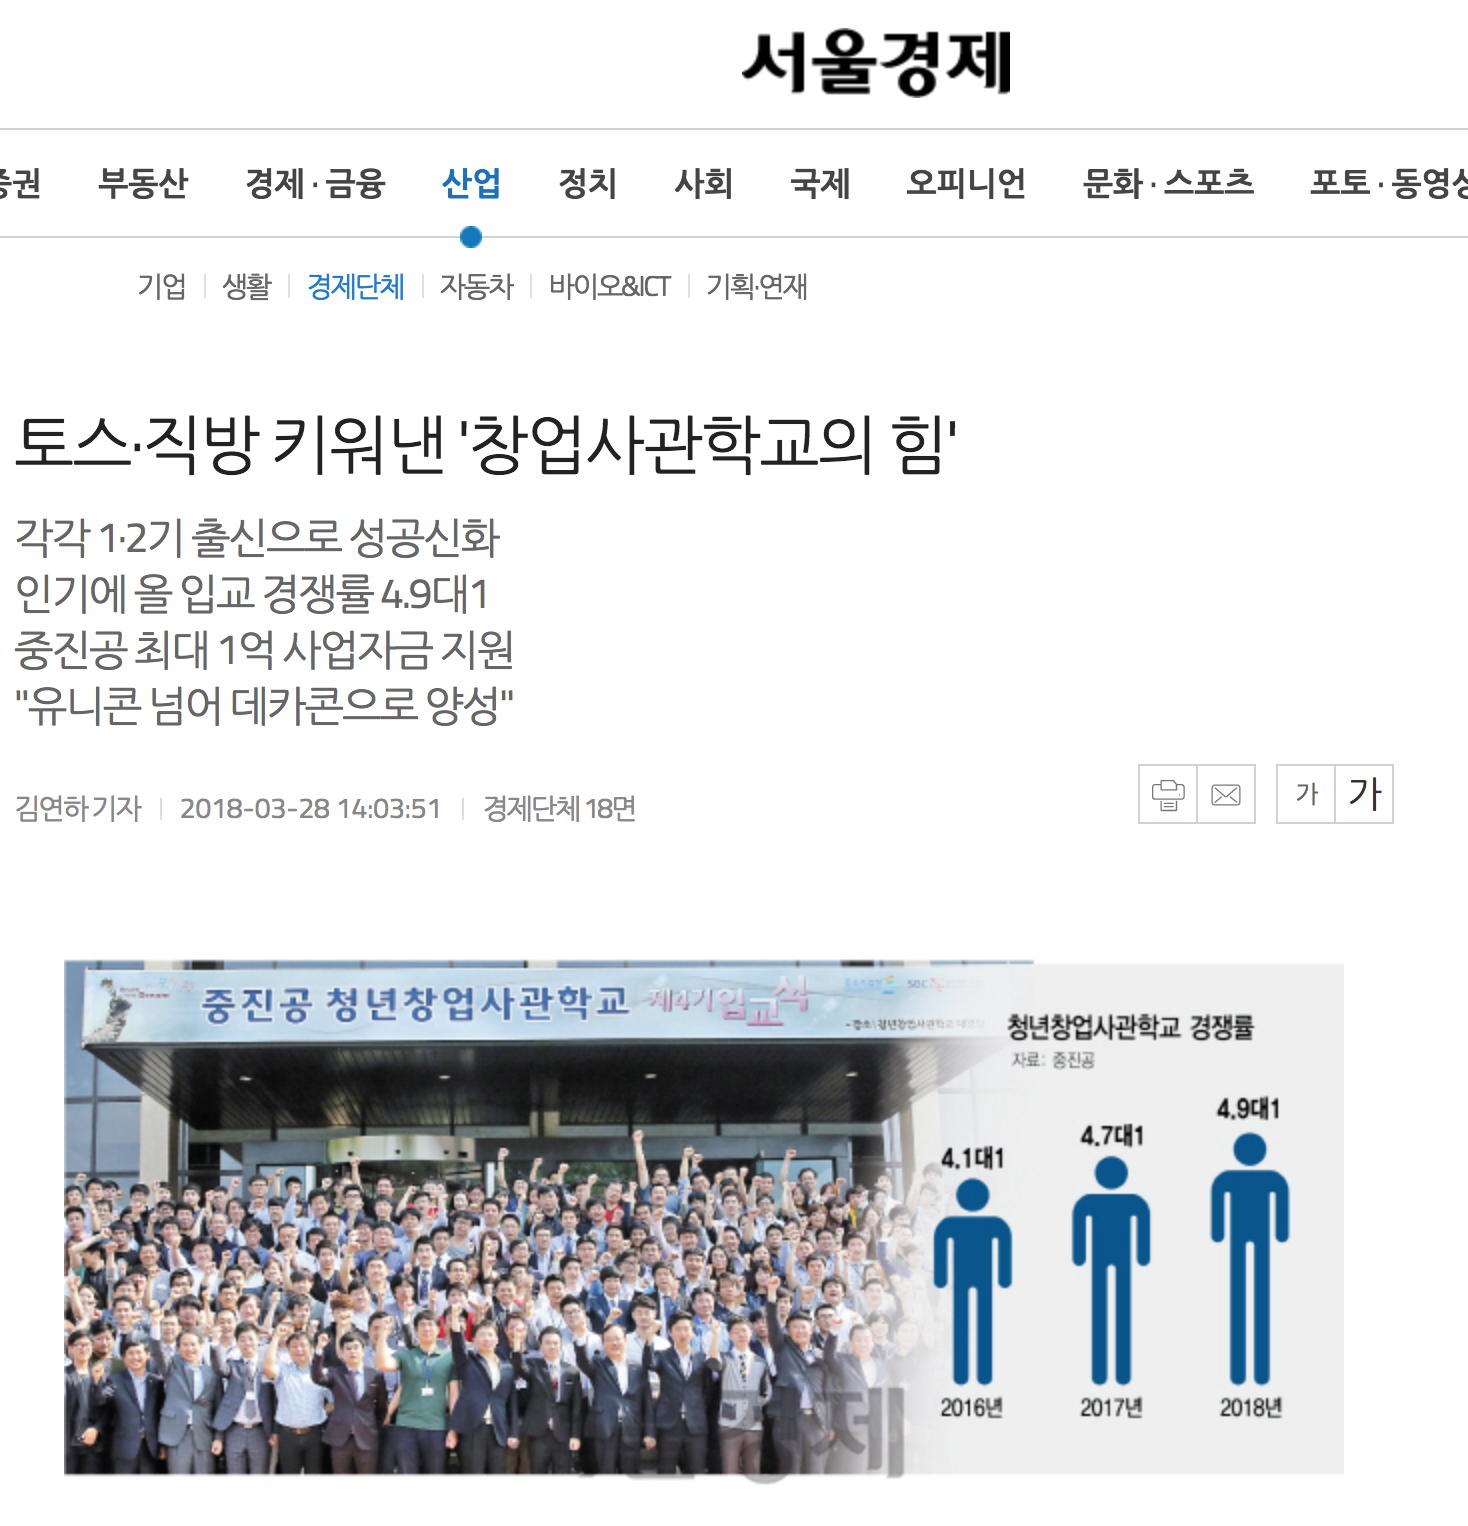 서울경제
증권 부동산 경제·금융 산업 정치 사회 국제 오피니언 문화·스포츠 포토·동영상
기업 생활 경제단체 자동차 바이오&ICT 기획·연재
토스·직방 키워낸 '창업사관학교의 힘'
각각 1·2기 출신으로 성공신화
인기에 올 입교 경쟁률 4.9대1
중진공 최대 1억 사업자금 지원
"유니콘 넘어 데카콘으로 양성"
김연하 기자 2018-03-28 14:03:51 경제단체 18면
가 가
중진공 청년창업사관학교 제4기 입교식
청년창업사관학교 경쟁률
자료: 중진공
4.1대1 4.7대1 4.9대1
2016년 2017년 2018년